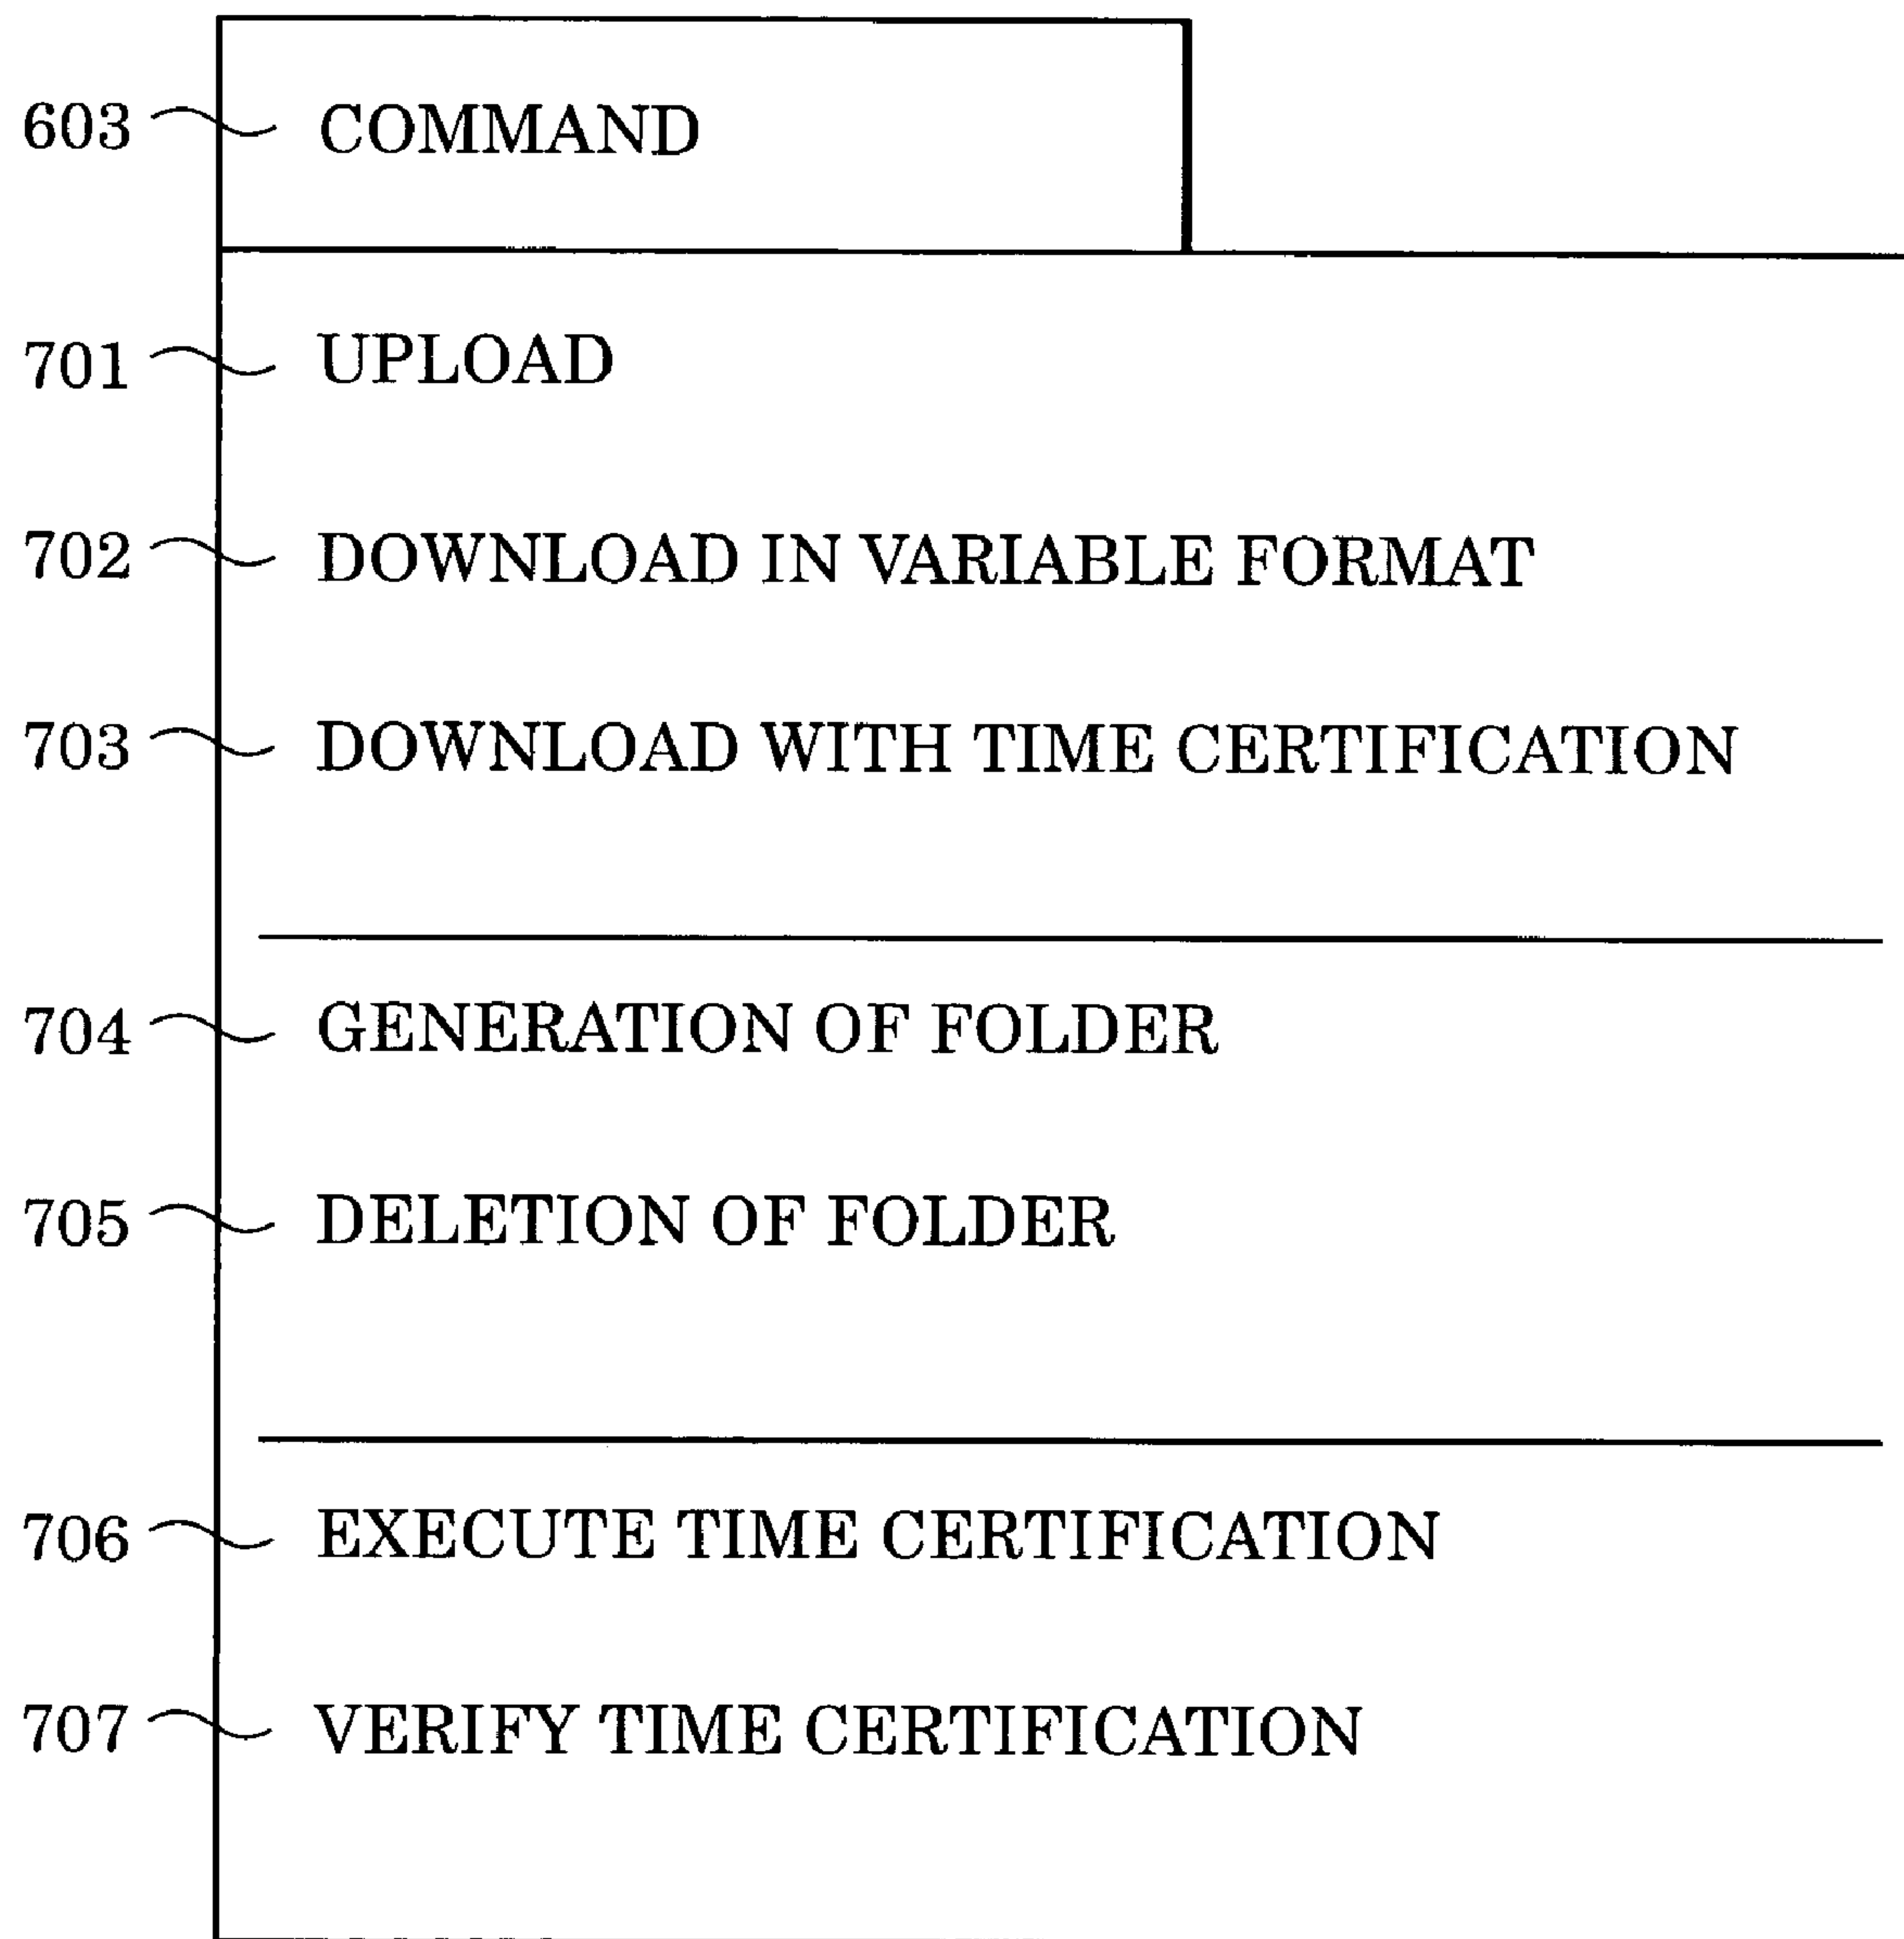 603 COMMAND
701 UPLOAD
702 DOWNLOAD IN VARIABLE FORMAT
703 DOWNLOAD WITH TIME CERTIFICATION
704 GENERATION OF FOLDER
705 DELETION OF FOLDER
706 EXECUTE TIME CERTIFICATION
707 VERIFY TIME CERTIFICATION